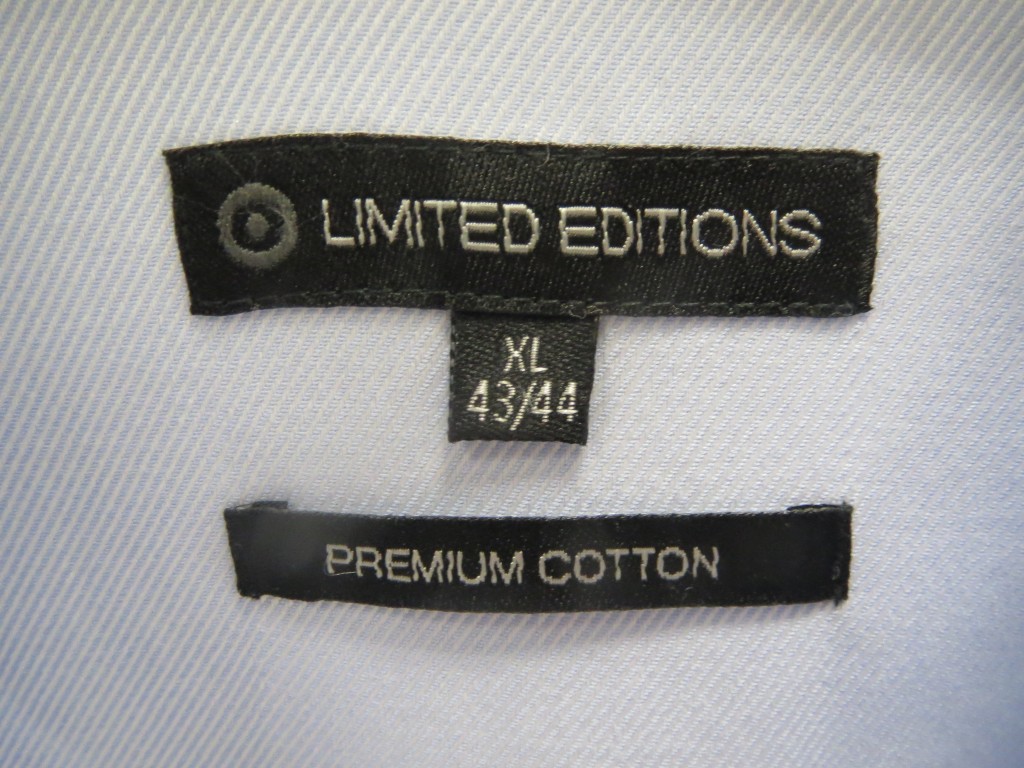 LIMITED EDITIONS
XL
43/44
PREMIUM COTTON